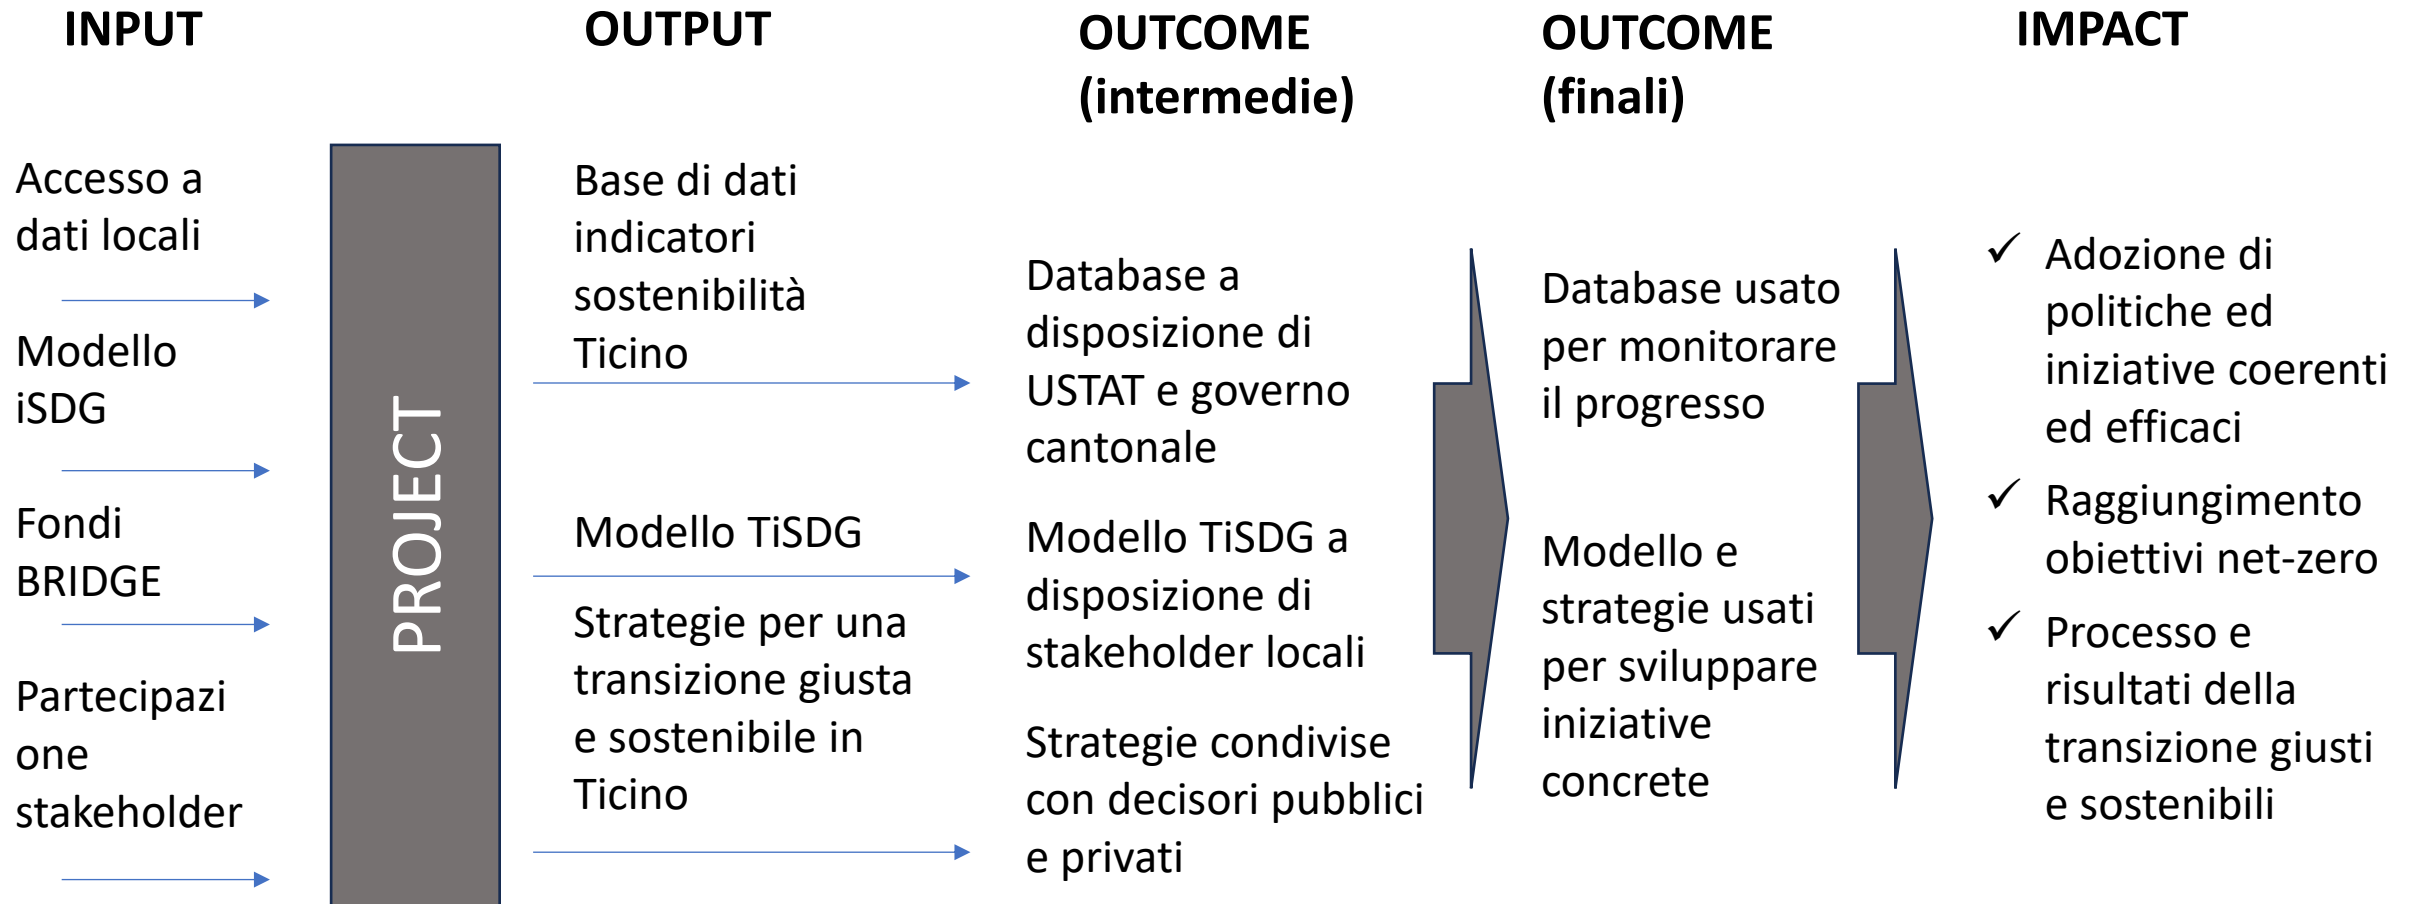 INPUT
OUTPUT
OUTCOME
(intermedie)
OUTCOME
(finali)
IMPACT
Accesso a
dati locali
Modello
iSDG
Fondi
BRIDGE
Partecipazi
one
stakeholder
PROJECT
Base di dati
indicatori
sostenibilità
Ticino
Modello TiSDG
Strategie per una
transizione giusta
e sostenibile in
Ticino
Database a
disposizione di
USTAT e governo
cantonale
Modello TiSDG a
disposizione di
stakeholder locali
Strategie condivise
con decisori pubblici
e privati
Database usato
per monitorare
il progresso
Modello e
strategie usati
per sviluppare
iniziative
concrete
✓ Adozione di
politiche ed
iniziative coerenti
ed efficaci
✓ Raggiungimento
obiettivi net-zero
✓ Processo e
risultati della
transizione giusti
e sostenibili